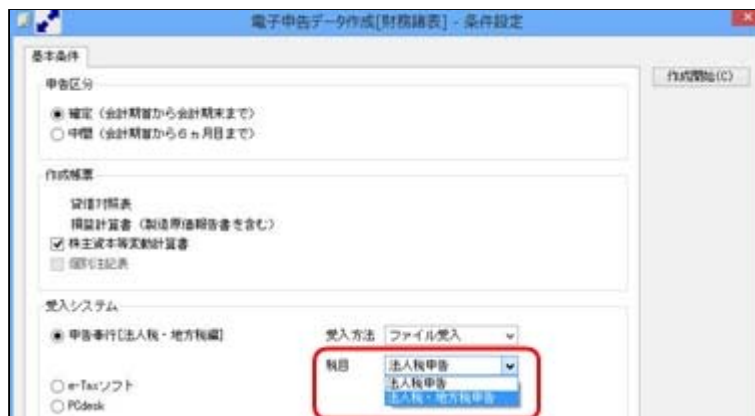 電子申告データ作成[財務諸表] - 条件設定
基本条件
作成開始(C)
申告区分
確定(会計期首から会計期末まで)
中間(会計期首から6ヵ月目まで)
作成帳票
貸借対照表
損益計算書(製造原価報告書を含む)
株主資本等変動計算書
個別注記表
受入システム
申告奉行[法人税・地方税編]
受入方法 ファイル受入
税目 法人税申告
法人税申告
法人税・地方税申告
e-Taxソフト
PCdesk